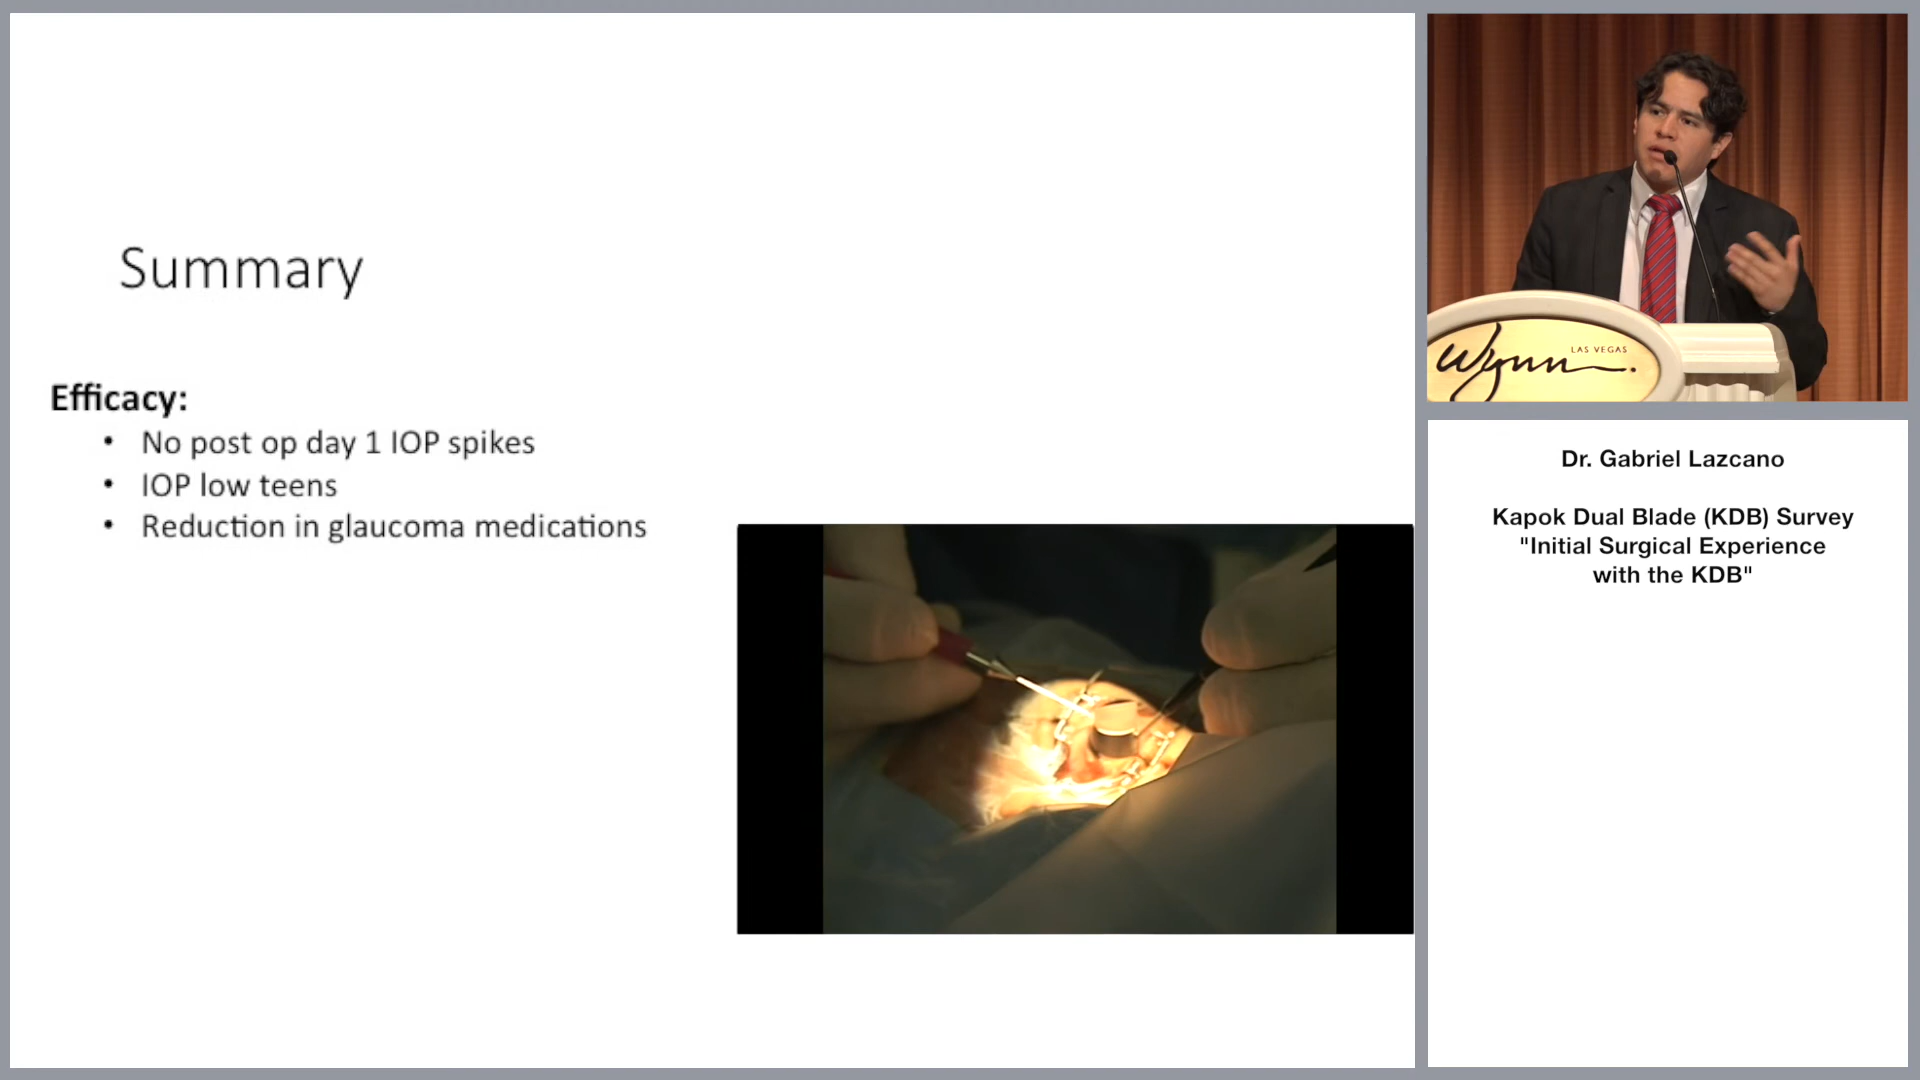 Summary
Efficacy:
• No post op day 1 IOP spikes
• IOP low teens
• Reduction in glaucoma medications
Wynn.
LAS VEGAS
Dr. Gabriel Lazcano
Kapok Dual Blade (KDB) Survey
"Initial Surgical Experience
with the KDB"